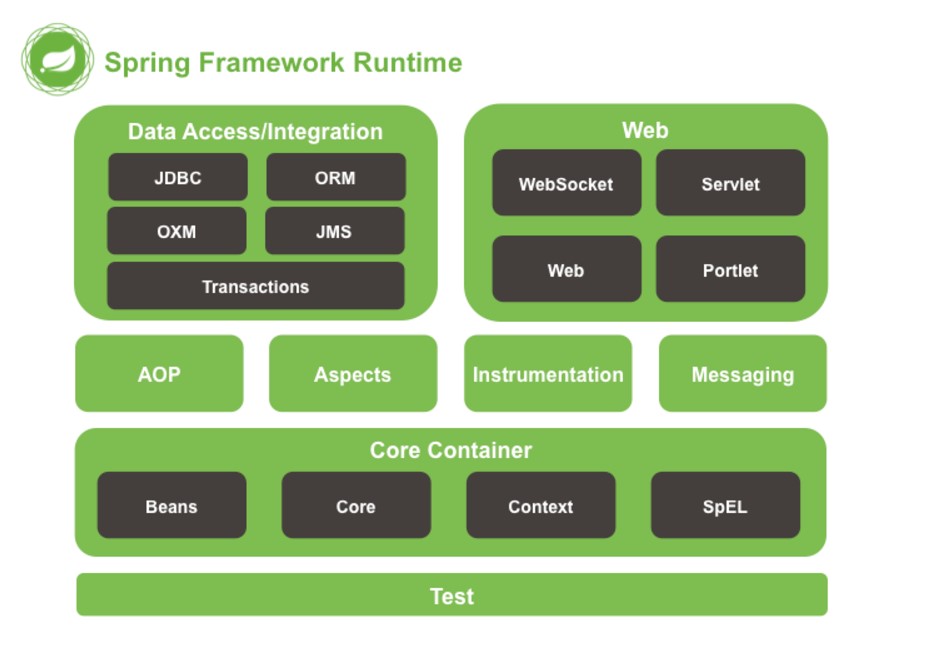 Spring Framework Runtime
Data Access/Integration
JDBC
ORM
OXM
JMS
Transactions
Web
WebSocket
Servlet
Web
Portlet
AOP
Aspects
Instrumentation
Messaging
Core Container
Beans
Core
Context
SpEL
Test